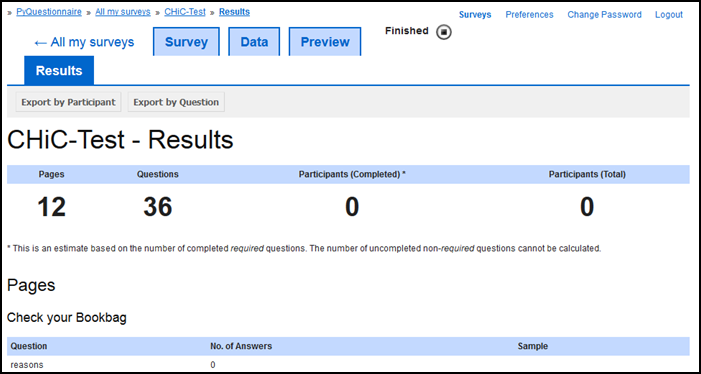 » PyQuestionnaire » All my surveys » CHiC-Test » Results
Surveys Preferences Change Password Logout
Finished
← All my surveys Survey Data Preview
Results
Export by Participant Export by Question
CHiC-Test - Results
Pages Questions Participants (Completed) * Participants (Total)
12 36 0 0
* This is an estimate based on the number of completed required questions. The number of uncompleted non-required questions cannot be calculated.
Pages
Check your Bookbag
Question No. of Answers Sample
reasons 0